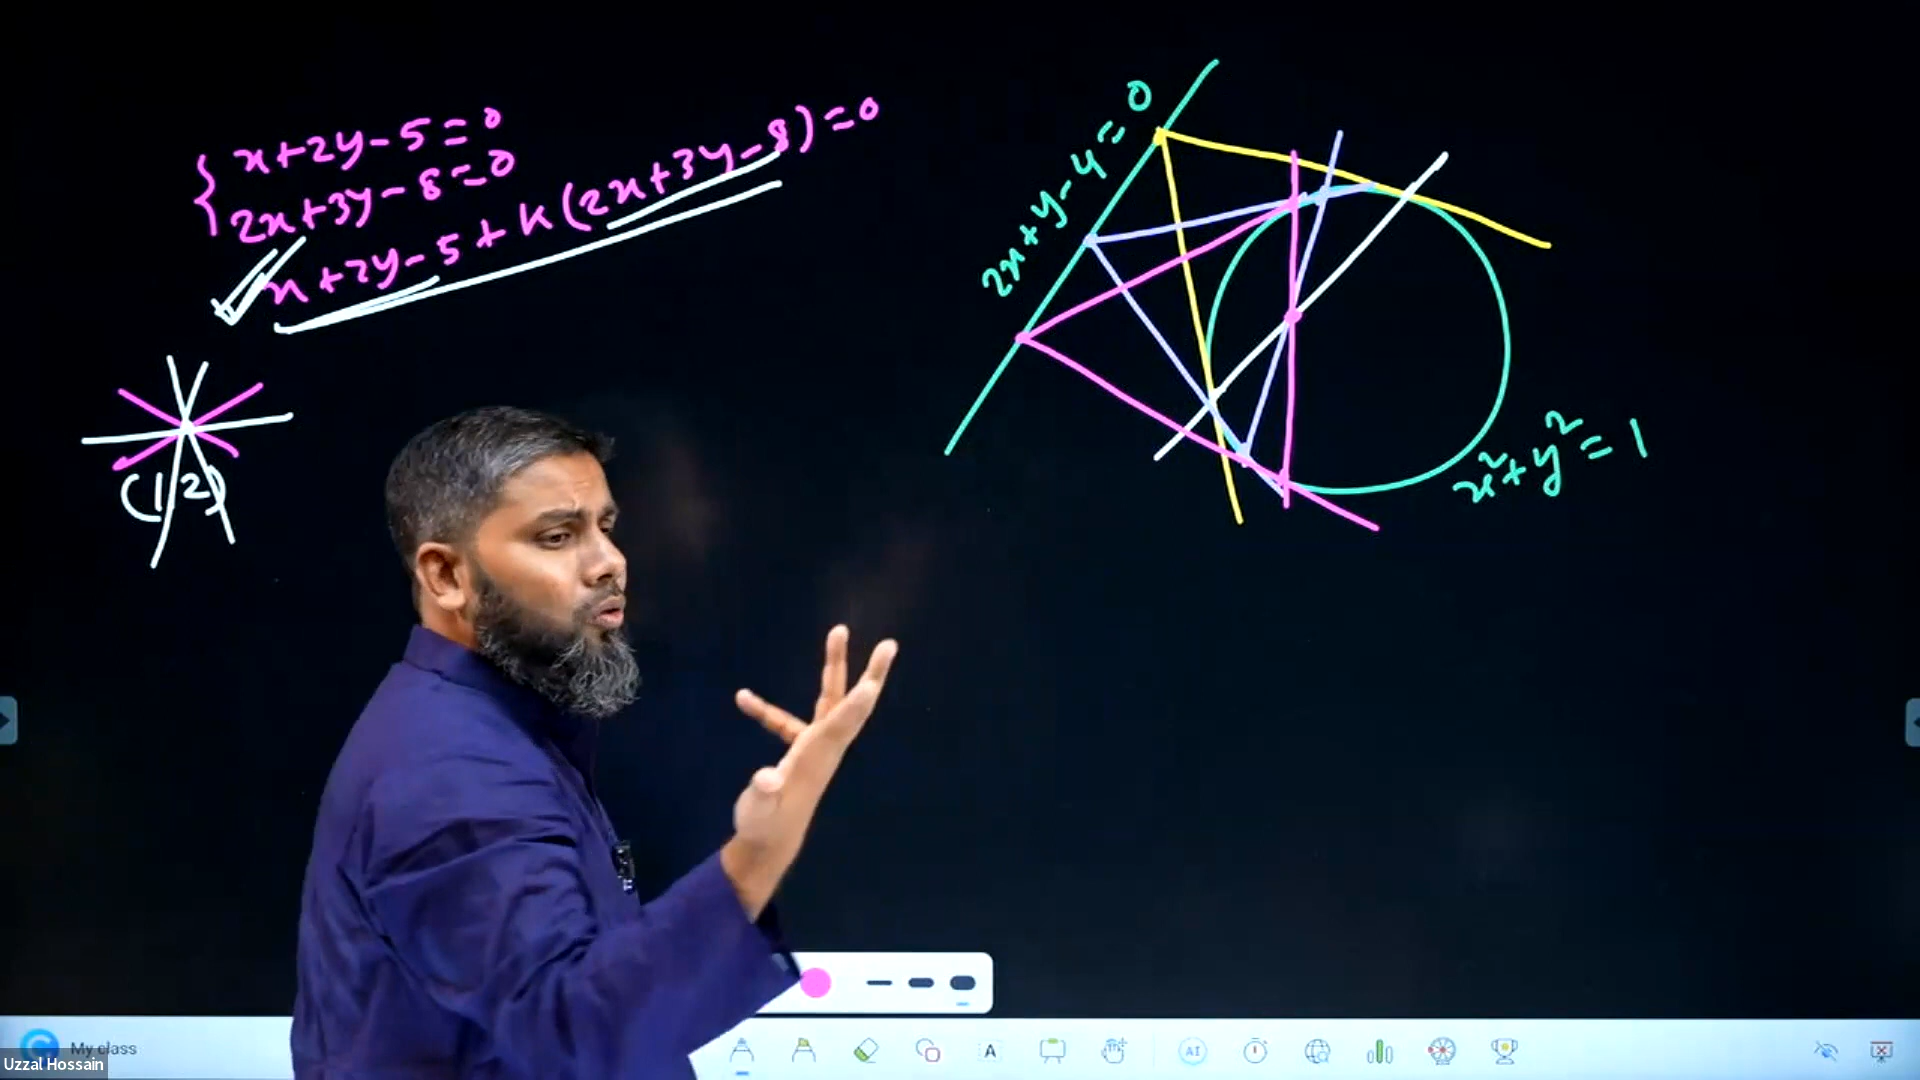 x+2y-5=0
2x+3y-8=0
x+2y-5+k(2x+3y-8)=0
(1,2)
2x+y-4=0
x²+y²=1
A
AI
My class
Uzzal Hossain